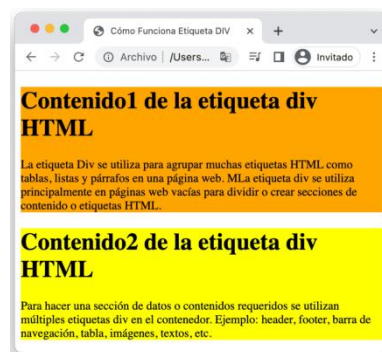 Cómo Funciona Etiqueta DIV
Archivo | /Users...
Invitado
Contenido1 de la etiqueta div
HTML
La etiqueta Div se utiliza para agrupar muchas etiquetas HTML como
tablas, listas y párrafos en una página web. MLa etiqueta div se utiliza
principalmente en páginas web vacías para dividir o crear secciones de
contenido o etiquetas HTML.
Contenido2 de la etiqueta div
HTML
Para hacer una sección de datos o contenidos requeridos se utilizan
múltiples etiquetas div en el contenedor. Ejemplo: header, footer, barra de
navegación, tabla, imágenes, textos, etc.